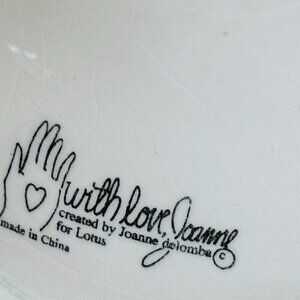 with love, Joanne
created by Joanne delomba ©
for Lotus
made in China